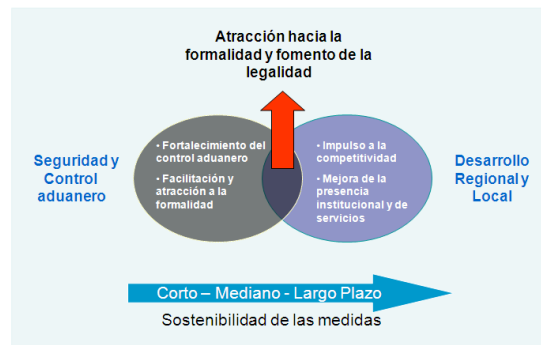 Atracción hacia la
formalidad y fomento de la
legalidad
Seguridad y
Control
aduanero
• Fortalecimiento del
control aduanero
• Facilitación y
atracción a la
formalidad
• Impulso a la
competitividad
• Mejora de la
presencia
institucional y de
servicios
Desarrollo
Regional y
Local
Corto – Mediano - Largo Plazo
Sostenibilidad de las medidas